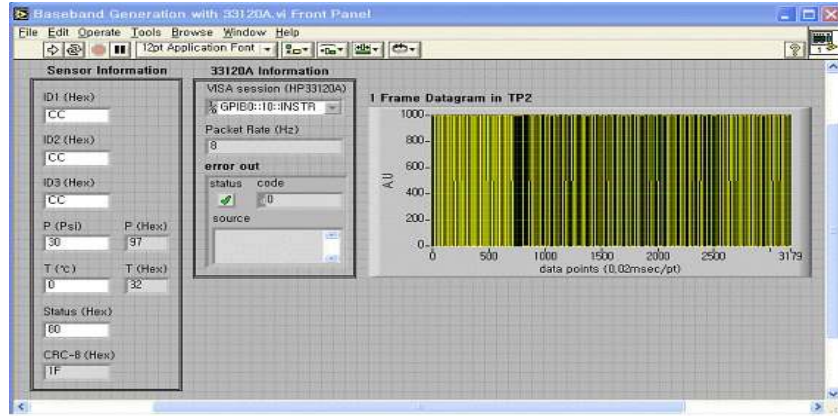 Baseband Generation with 33120A.vi Front Panel
File Edit Operate Tools Browse Window Help
12pt Application Font
Sensor Information
ID1 (Hex)
CC
ID2 (Hex)
CC
ID3 (Hex)
CC
P (Psi) P (Hex)
30 97
T (℃) T (Hex)
0 32
Status (Hex)
80
CRC-8 (Hex)
1F
33120A Information
VISA session (HP33120A)
GPIB0::10::INSTR
Packet Rate (Hz)
8
error out
status code
0
source
1 Frame Datagram in TP2
A.U
1000
800
600
400
200
0
0 500 1000 1500 2000 2500 3179
data points (0,02msec/pt)